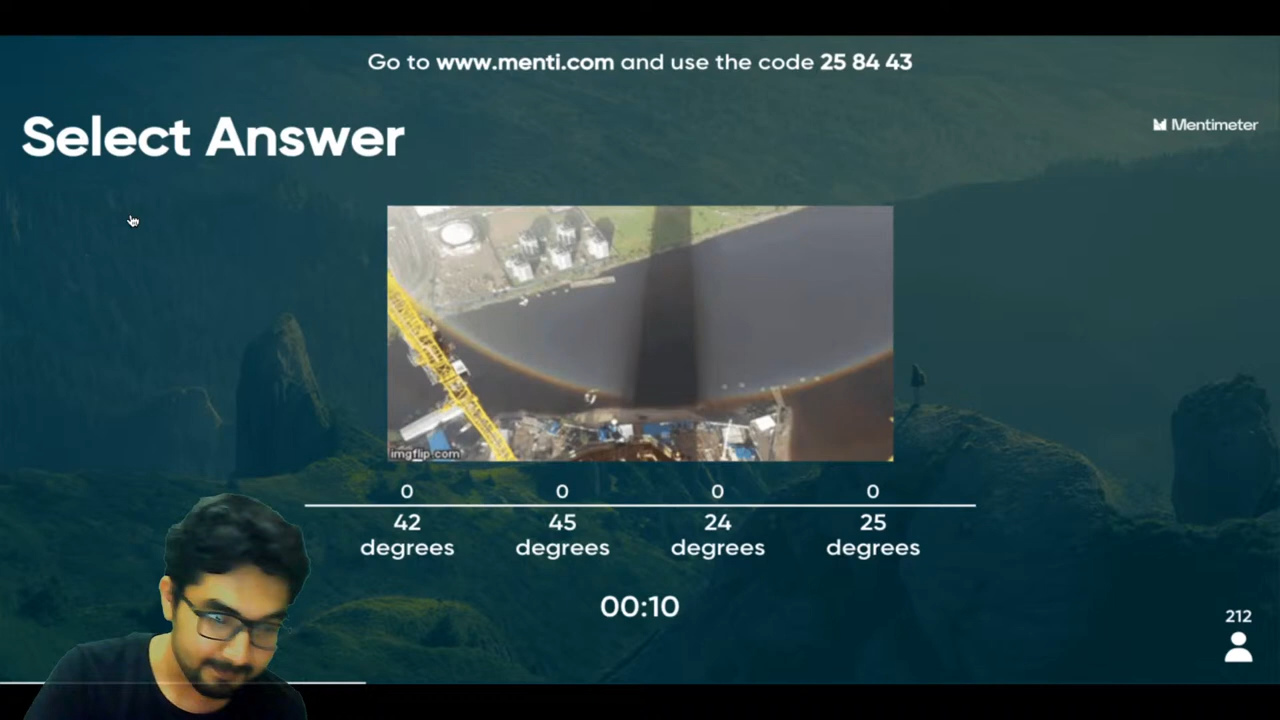 Go to www.menti.com and use the code 25 84 43
Select Answer
Mentimeter
imgflip.com
0 0 0 0
42 degrees
45 degrees
24 degrees
25 degrees
00:10
212